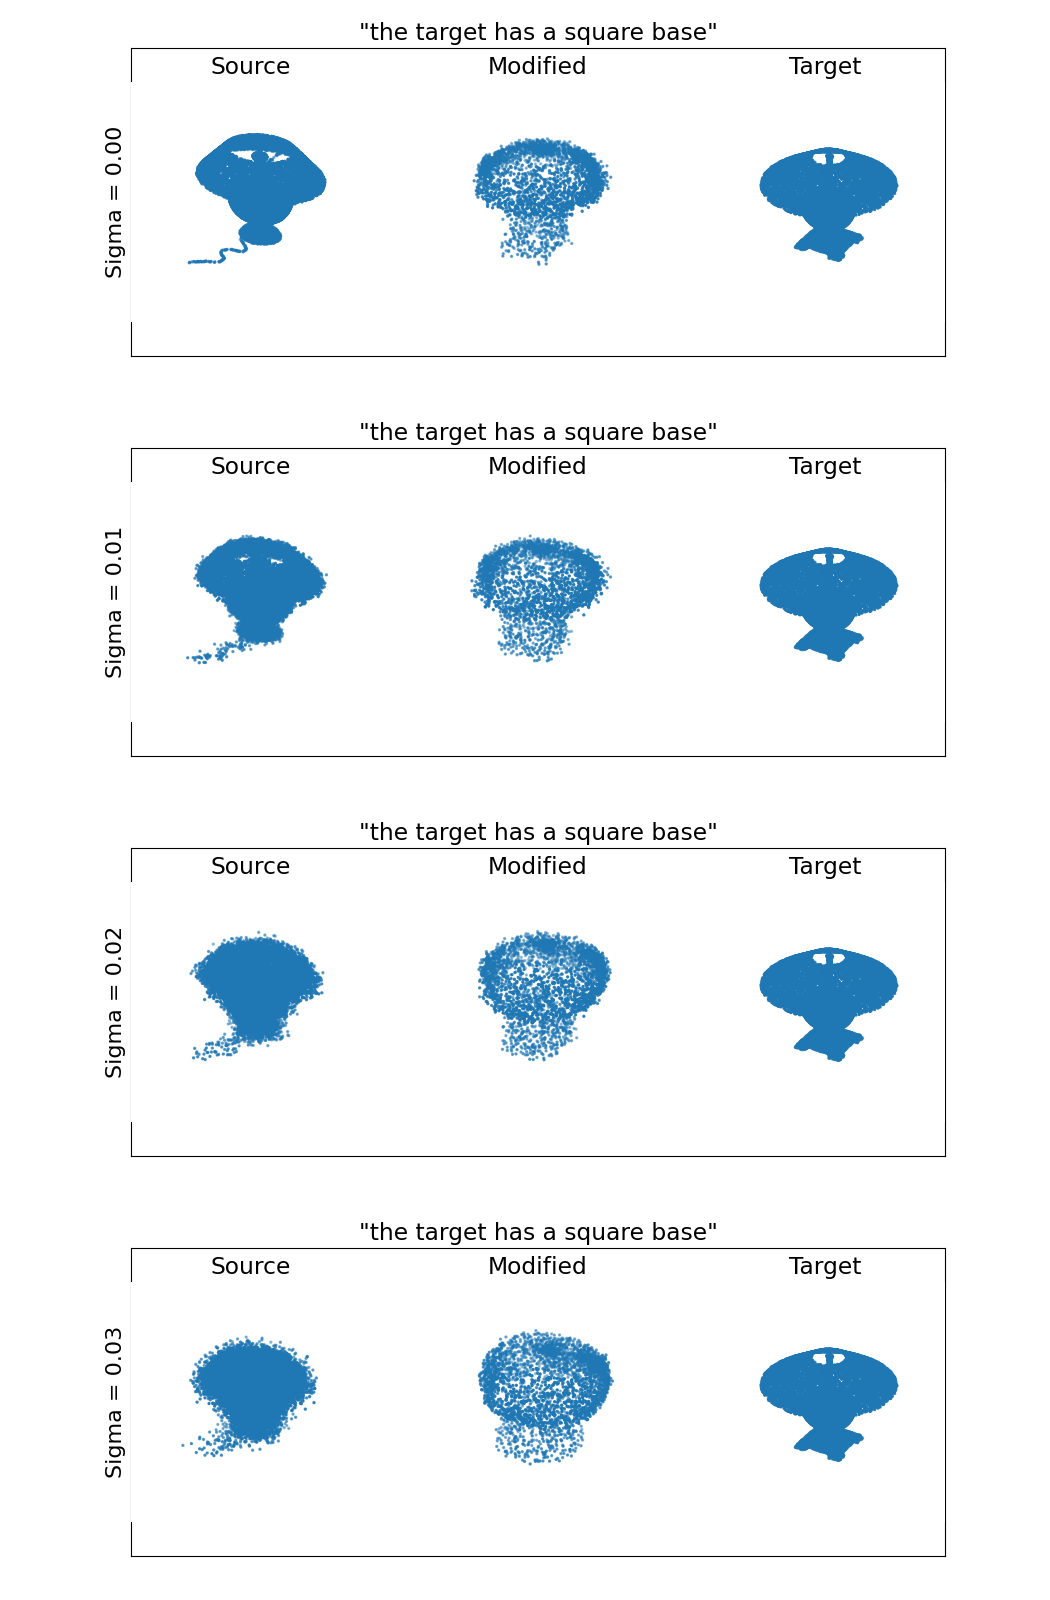 "the target has a square base"
Source Modified Target
Sigma = 0.00
"the target has a square base"
Source Modified Target
Sigma = 0.01
"the target has a square base"
Source Modified Target
Sigma = 0.02
"the target has a square base"
Source Modified Target
Sigma = 0.03